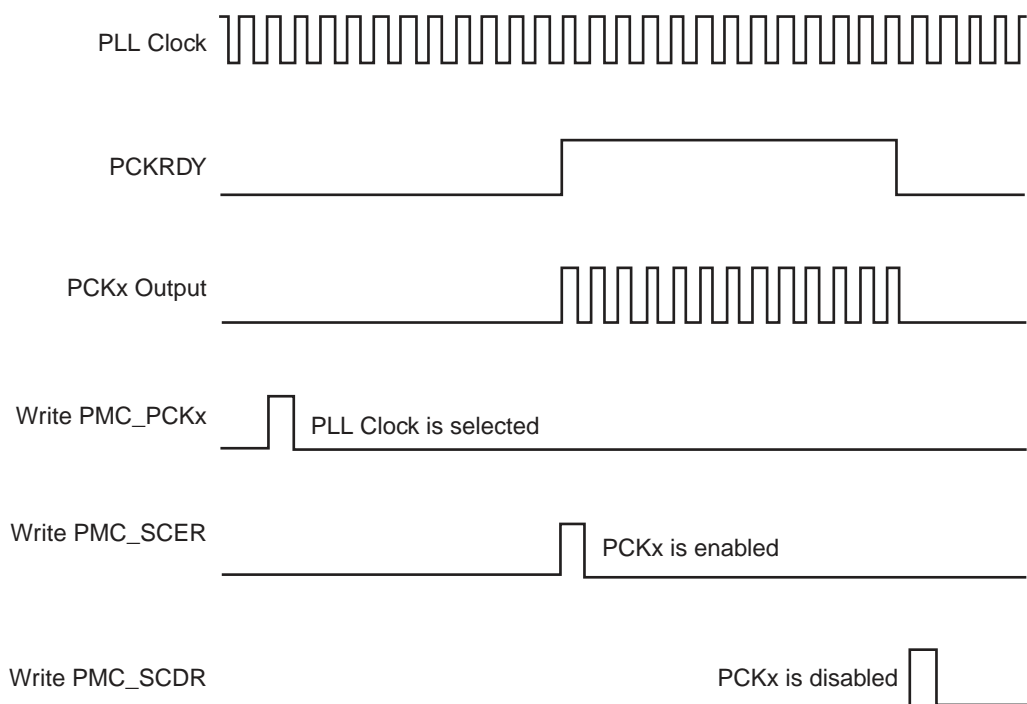 PLL Clock
PCKRDY
PCKx Output
Write PMC_PCKx
PLL Clock is selected
Write PMC_SCER
PCKx is enabled
Write PMC_SCDR
PCKx is disabled